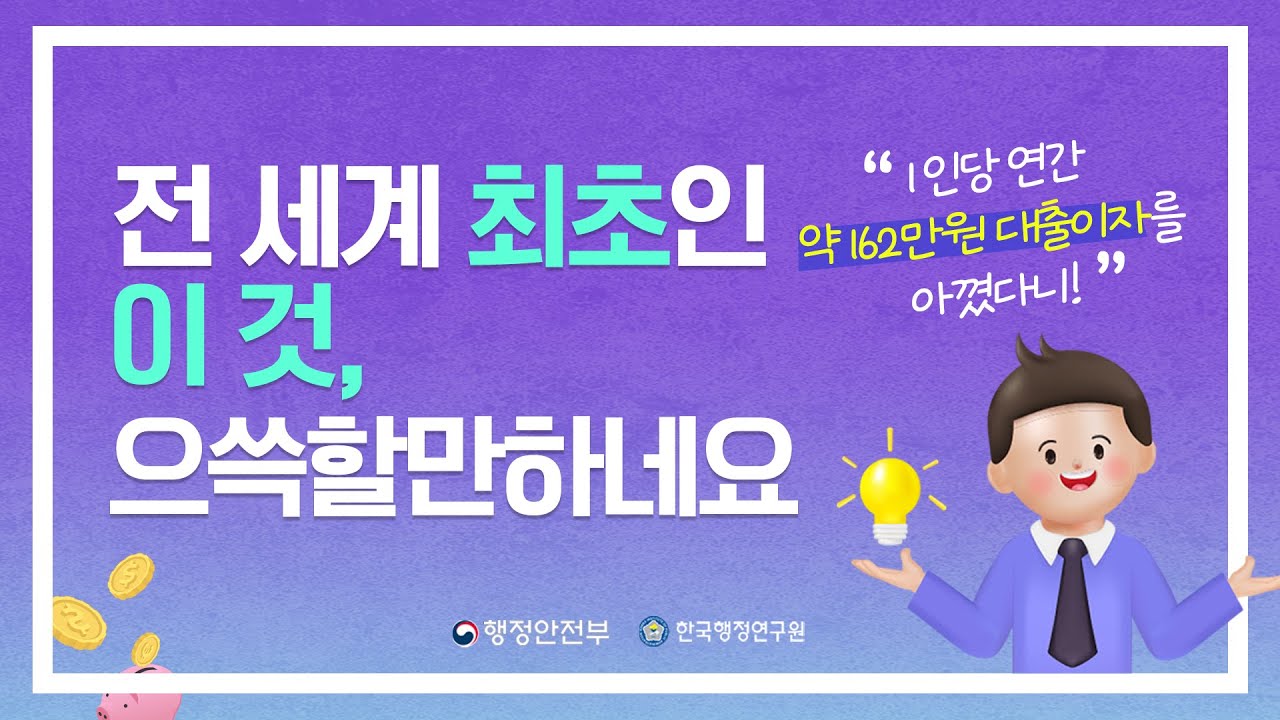 전 세계 최초인
이 것,
으쓱할만하네요
“ 1인당 연간
약 162만원 대출이자를
아꼈다니! ”
행정안전부
한국행정연구원